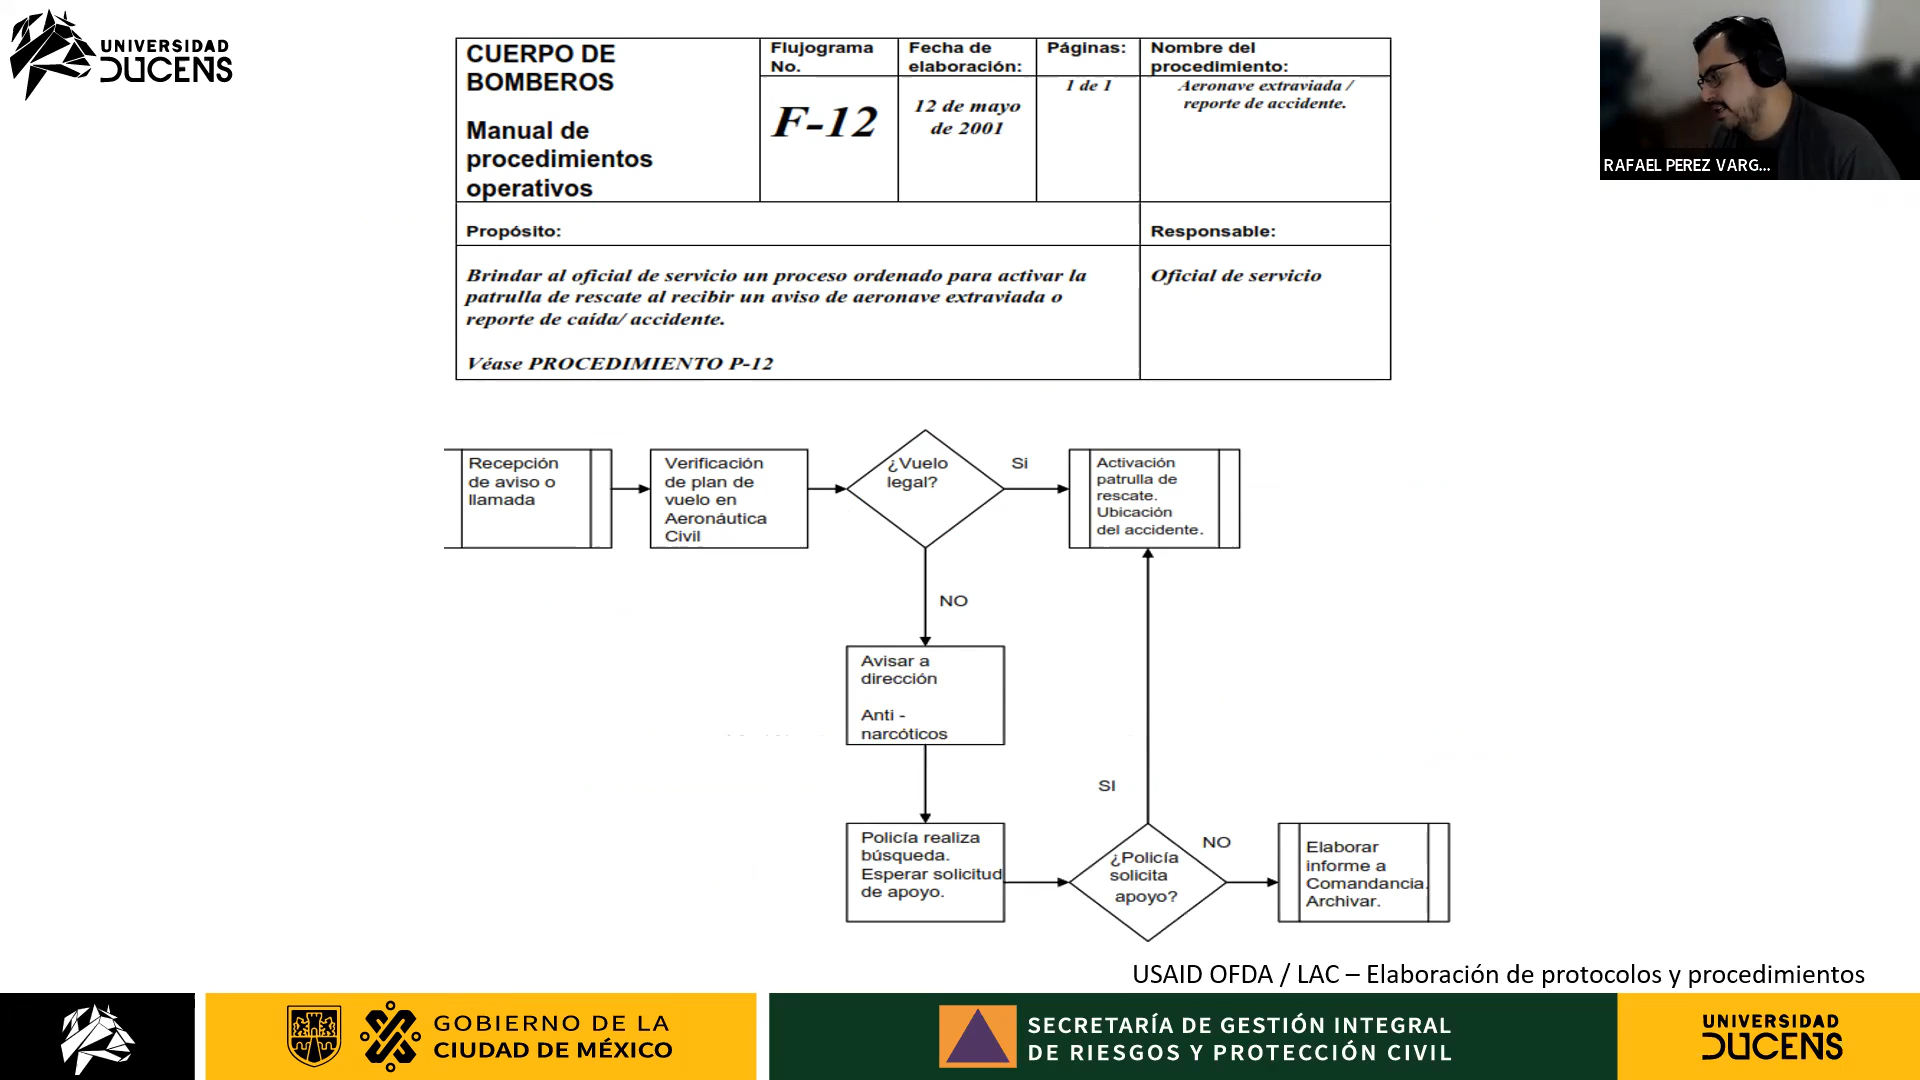 UNIVERSIDAD
DUCENS
CUERPO DE
BOMBEROS
Manual de
procedimientos
operativos
Flujograma
No.
F-12
Fecha de
elaboración:
12 de mayo
de 2001
Páginas:
1 de 1
Nombre del
procedimiento:
Aeronave extraviada /
reporte de accidente.
Propósito:
Responsable:
Brindar al oficial de servicio un proceso ordenado para activar la
patrulla de rescate al recibir un aviso de aeronave extraviada o
reporte de caída/ accidente.
Véase PROCEDIMIENTO P-12
Oficial de servicio
RAFAEL PEREZ VARG...
Recepción
de aviso o
llamada
Verificación
de plan de
vuelo en
Aeronáutica
Civil
¿Vuelo
legal?
Si
Activación
patrulla de
rescate.
Ubicación
del accidente.
NO
Avisar a
dirección
Anti -
narcóticos
Policía realiza
búsqueda.
Esperar solicitud
de apoyo.
SI
¿Policía
solicita
apoyo?
NO
Elaborar
informe a
Comandancia.
Archivar.
USAID OFDA / LAC – Elaboración de protocolos y procedimientos
GOBIERNO DE LA
CIUDAD DE MÉXICO
SECRETARÍA DE GESTIÓN INTEGRAL
DE RIESGOS Y PROTECCIÓN CIVIL
UNIVERSIDAD
DUCENS